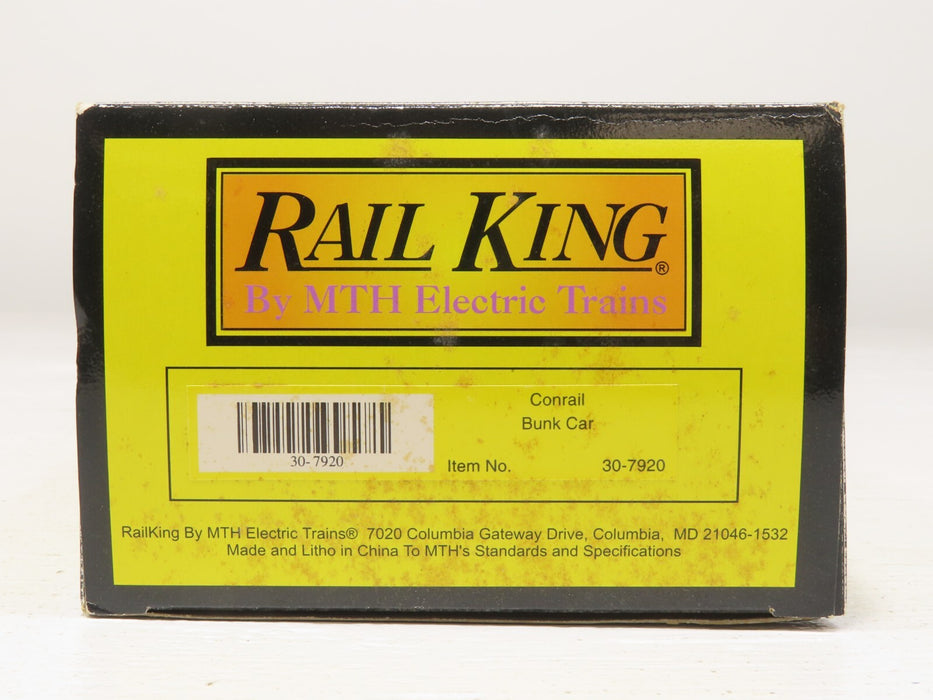 RAIL KING®
By MTH Electric Trains
Conrail
Bunk Car
30-7920
Item No. 30-7920
RailKing By MTH Electric Trains® 7020 Columbia Gateway Drive, Columbia, MD 21046-1532
Made and Litho in China To MTH's Standards and Specifications